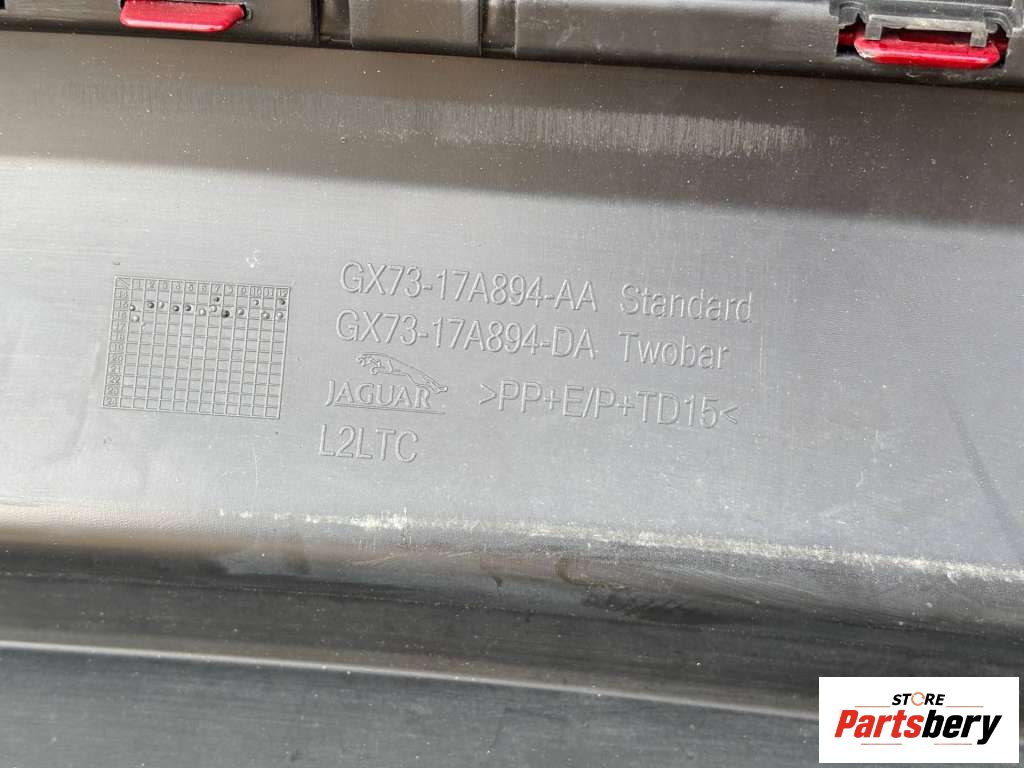 GX73-17A894-AA Standard
GX73-17A894-DA Twobar
JAGUAR >PP+E/P+TD15<
L2LTC
STORE
Partsbery